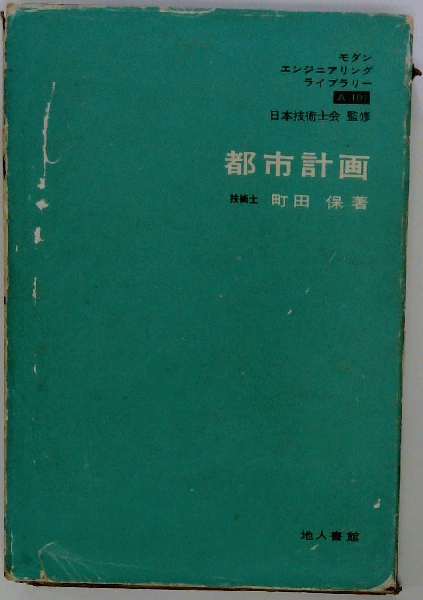 モダン
エンジニアリング
ライブラリー
A 101
日本技術士会 監修
都市計画
技術士 町田 保著
地人書館